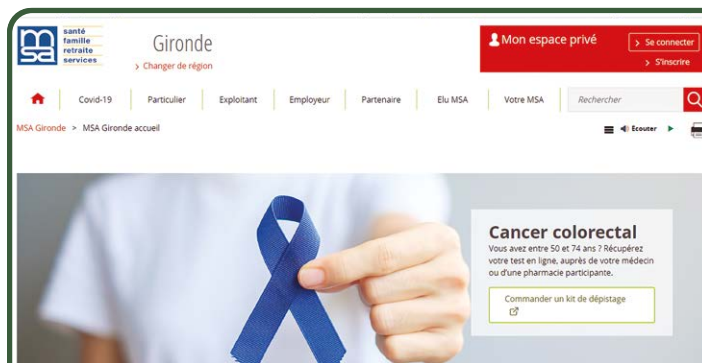 msa
santé
famille
retraite
services
Gironde
> Changer de région
Mon espace privé
> Se connecter
> S'inscrire
Covid-19 Particulier Exploitant Employeur Partenaire Elu MSA Votre MSA Rechercher
MSA Gironde > MSA Gironde accueil
Ecouter
Cancer colorectal
Vous avez entre 50 et 74 ans ? Récupérez
votre test en ligne, auprès de votre médecin
ou d'une pharmacie participante.
Commander un kit de dépistage